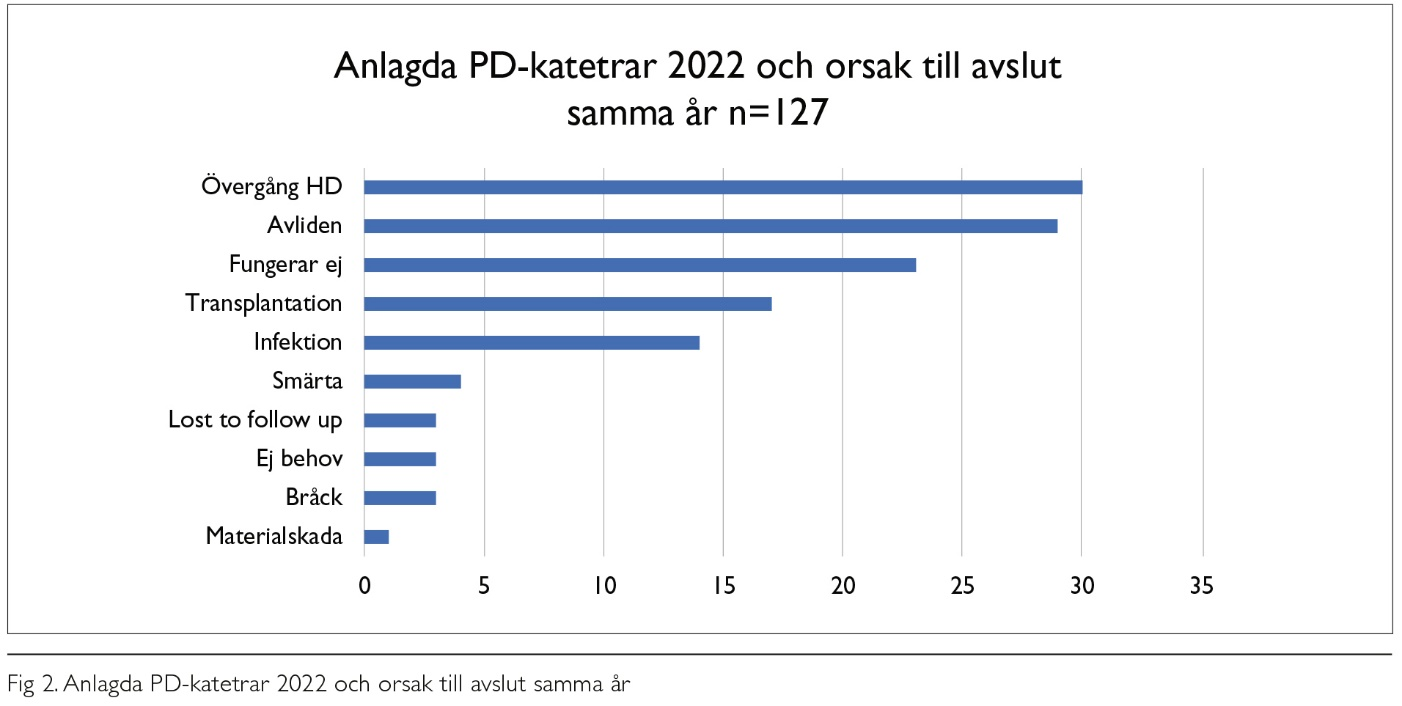 Anlagda PD-katetrar 2022 och orsak till avslut
samma år n=127
Övergång HD
Avliden
Fungerar ej
Transplantation
Infektion
Smärta
Lost to follow up
Ej behov
Bråck
Materialskada
0 5 10 15 20 25 30 35
Fig 2. Anlagda PD-katetrar 2022 och orsak till avslut samma år